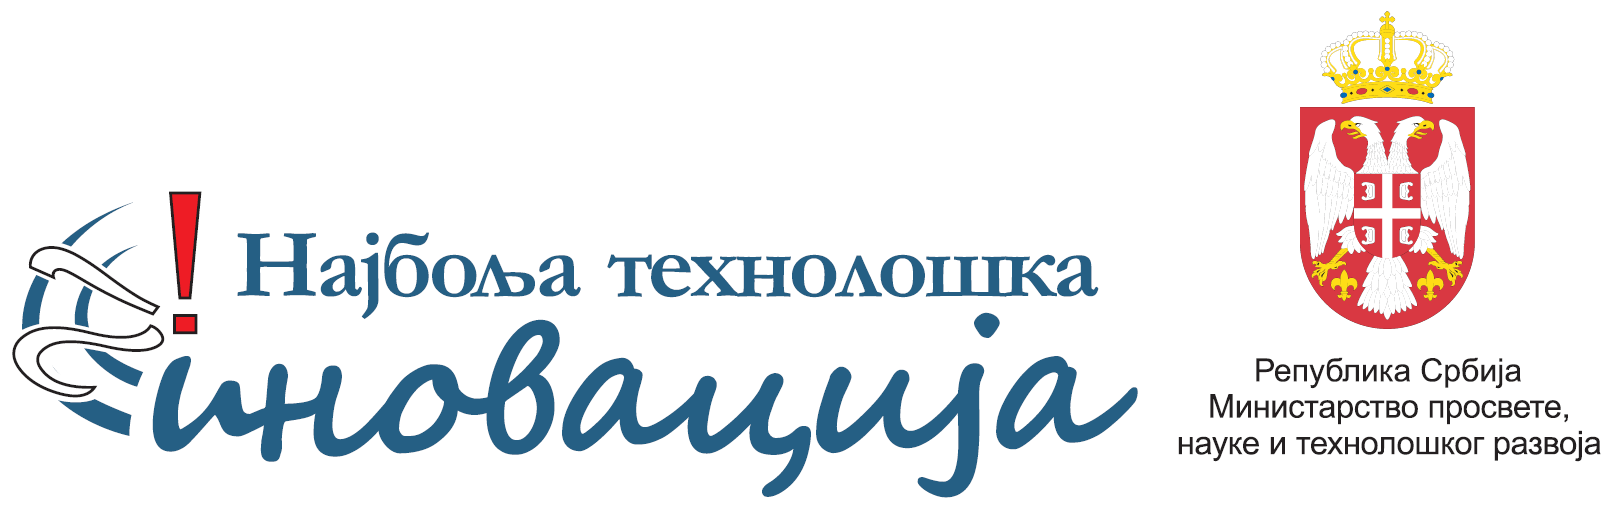 Најбоља технолошка
иновација
Република Србија
Министарство просвете,
науке и технолошког развоја